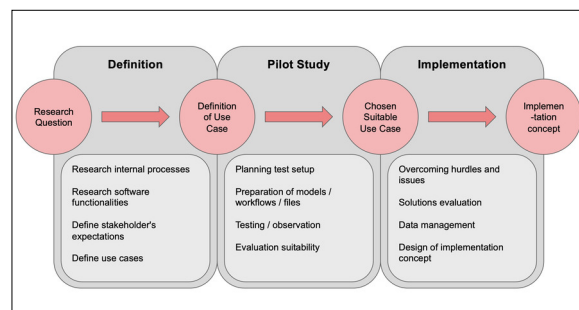 Definition
Pilot Study
Implementation
Research
Question
Definition
of Use
Case
Chosen
Suitable
Use Case
Implemen
-tation
concept
Research internal processes
Research software
functionalities
Define stakeholder's
expectations
Define use cases
Planning test setup
Preparation of models /
workflows / files
Testing / observation
Evaluation suitability
Overcoming hurdles and
issues
Solutions evaluation
Data management
Design of implementation
concept